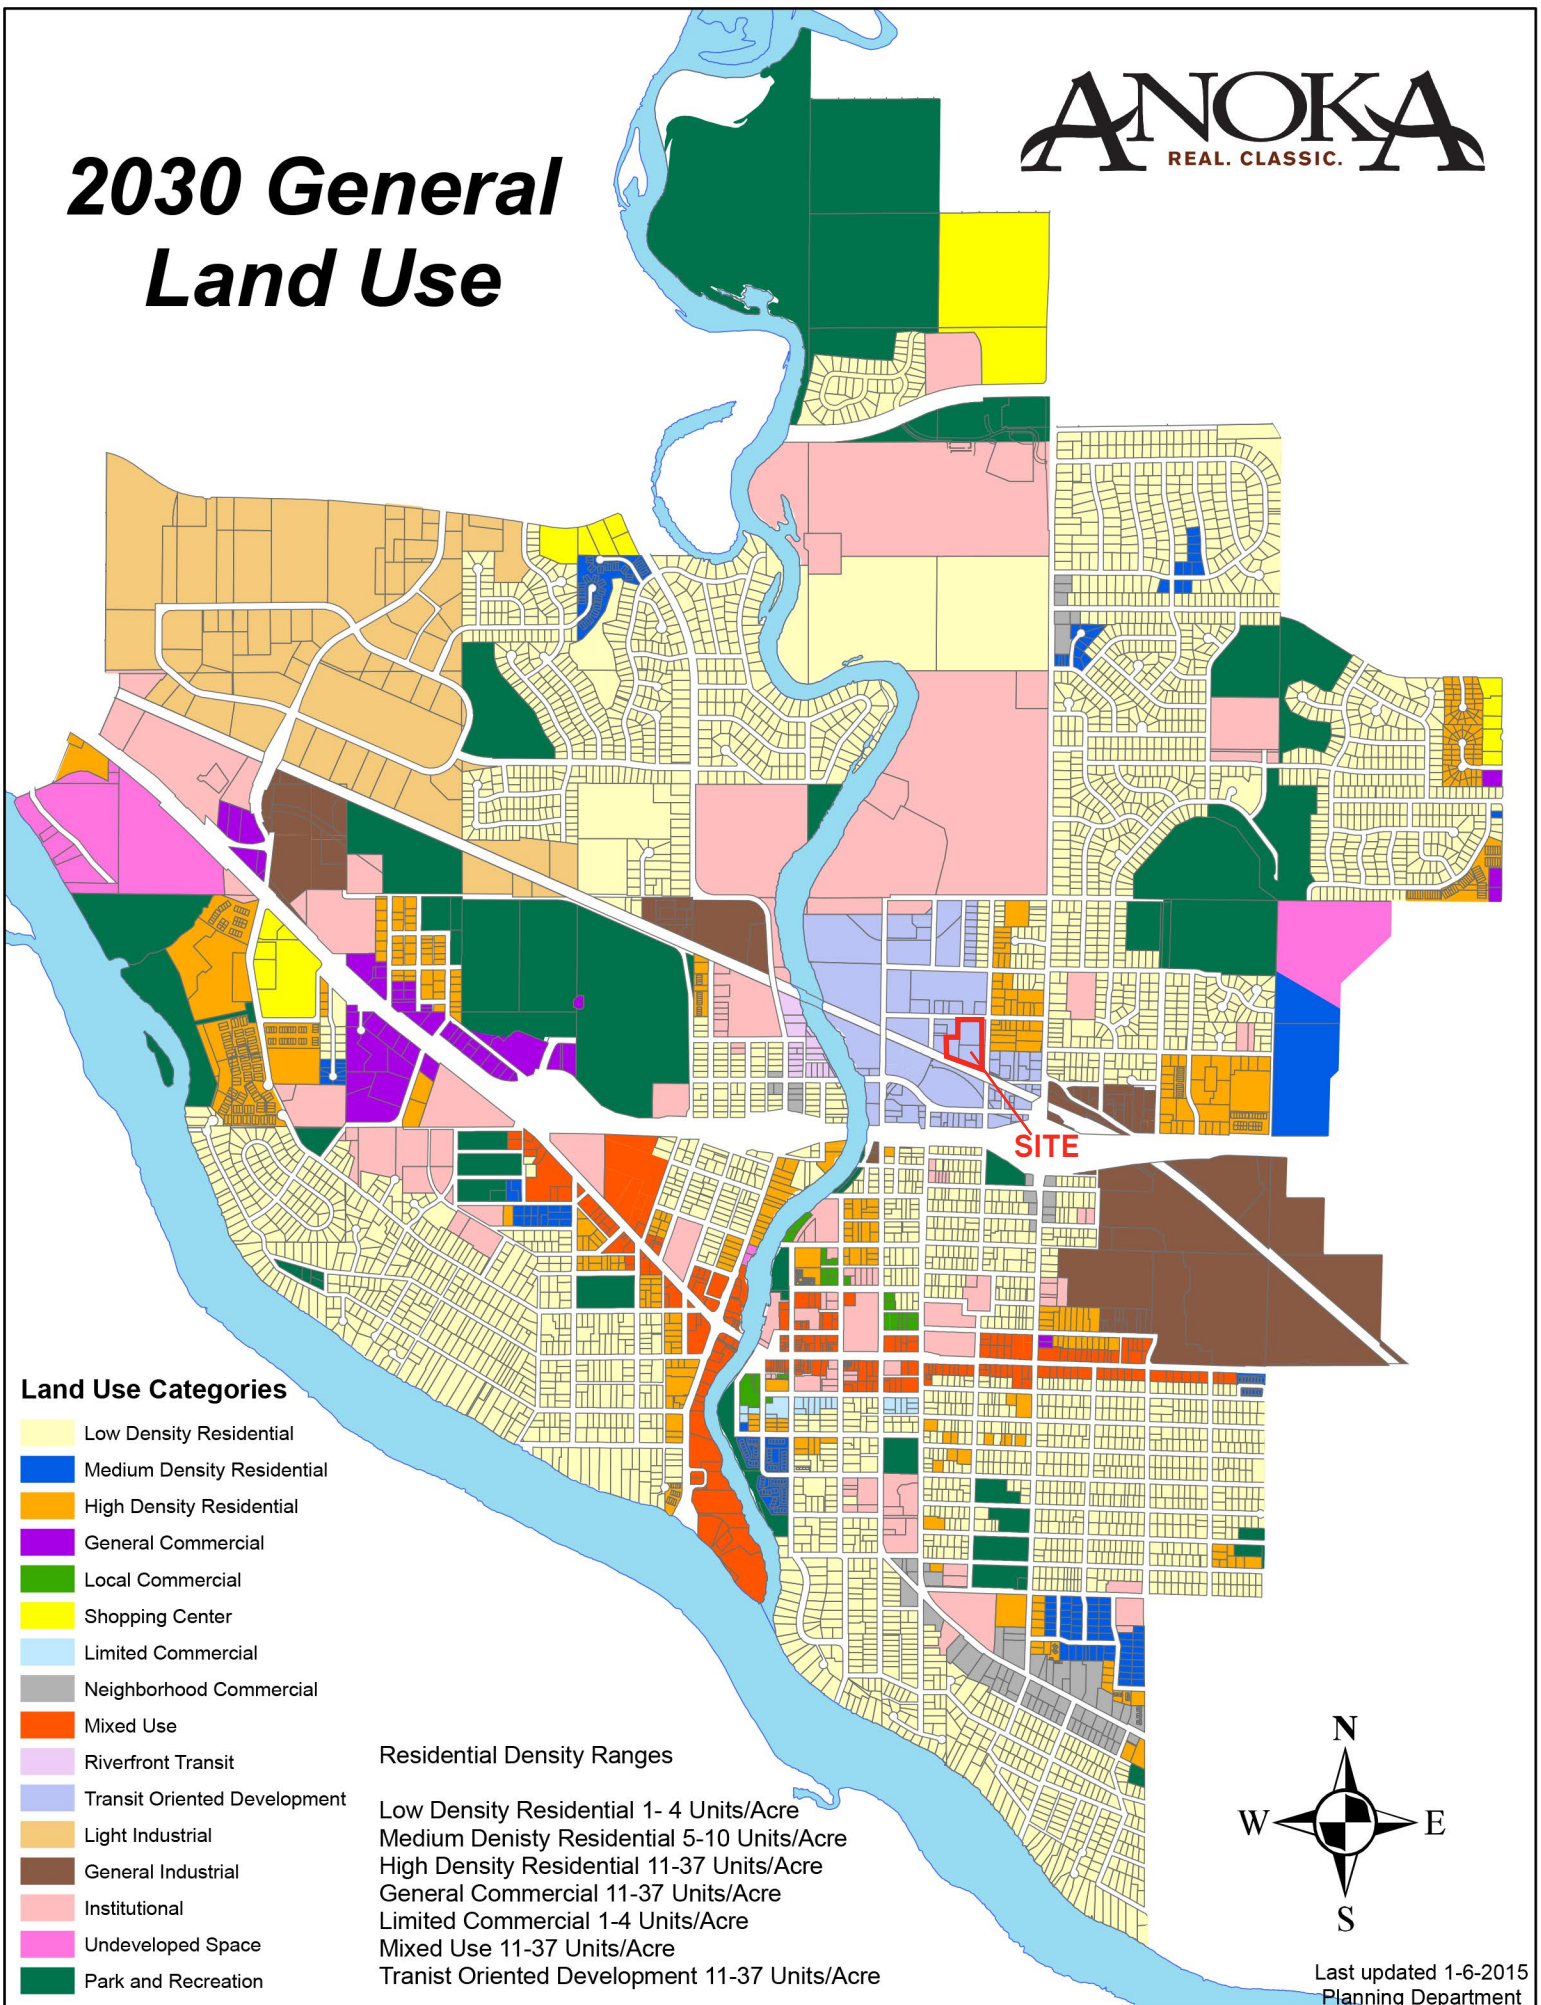 2030 General
Land Use
ANOKA
REAL. CLASSIC.
SITE
Land Use Categories
Low Density Residential
Medium Density Residential
High Density Residential
General Commercial
Local Commercial
Shopping Center
Limited Commercial
Neighborhood Commercial
Mixed Use
Riverfront Transit
Transit Oriented Development
Light Industrial
General Industrial
Institutional
Undeveloped Space
Park and Recreation
Residential Density Ranges
Low Density Residential 1- 4 Units/Acre
Medium Denisty Residential 5-10 Units/Acre
High Density Residential 11-37 Units/Acre
General Commercial 11-37 Units/Acre
Limited Commercial 1-4 Units/Acre
Mixed Use 11-37 Units/Acre
Tranist Oriented Development 11-37 Units/Acre
N
W
E
S
Last updated 1-6-2015
Planning Department